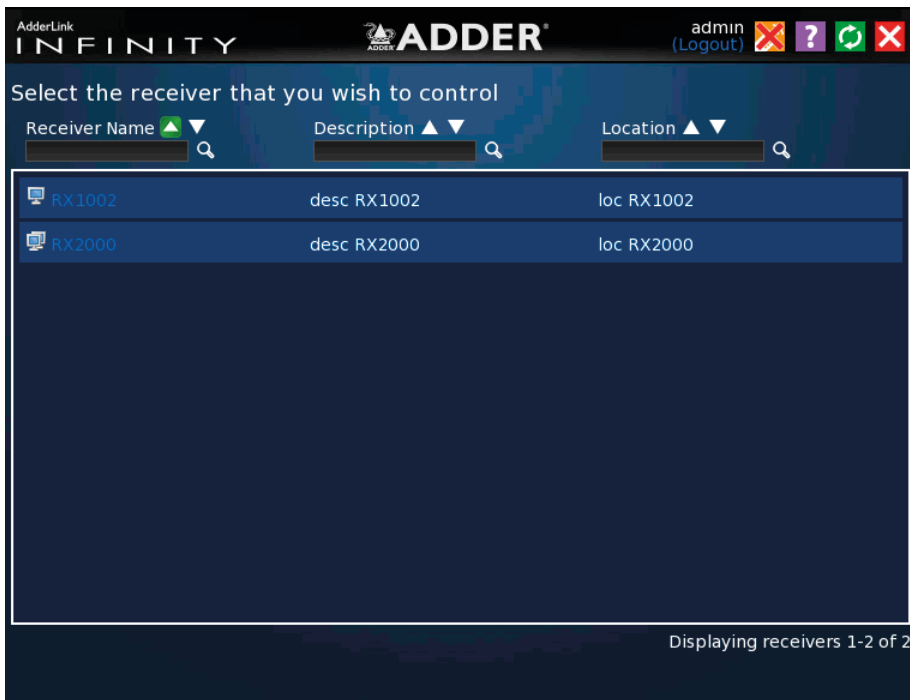 AdderLink
INFINITY
ADDER
ADDER®
admin
(Logout)
?
Select the receiver that you wish to control
Receiver Name
Description
Location
RX1002 desc RX1002 loc RX1002
RX2000 desc RX2000 loc RX2000
Displaying receivers 1-2 of 2